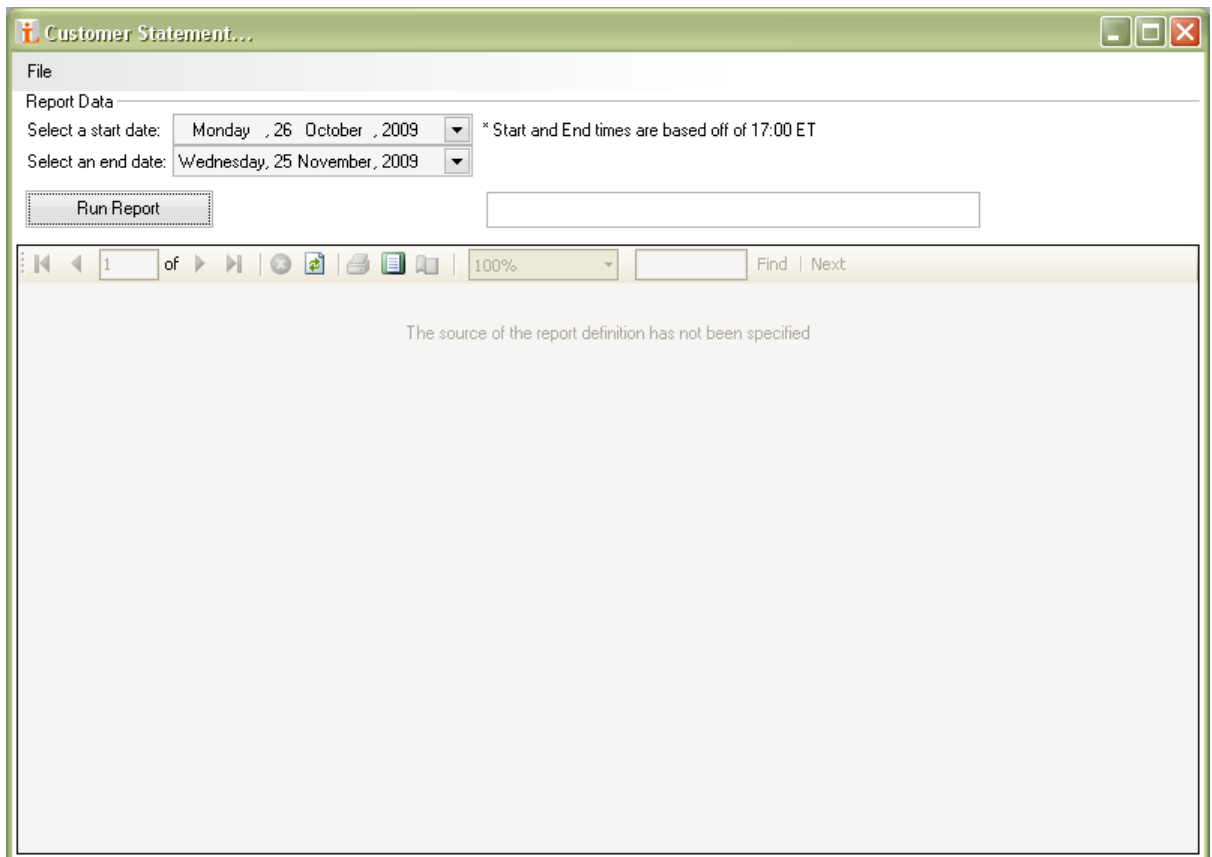 Customer Statement...
File
Report Data
Select a start date: Monday , 26 October , 2009 * Start and End times are based off of 17:00 ET
Select an end date: Wednesday, 25 November, 2009
Run Report
1 of 100% Find | Next
The source of the report definition has not been specified